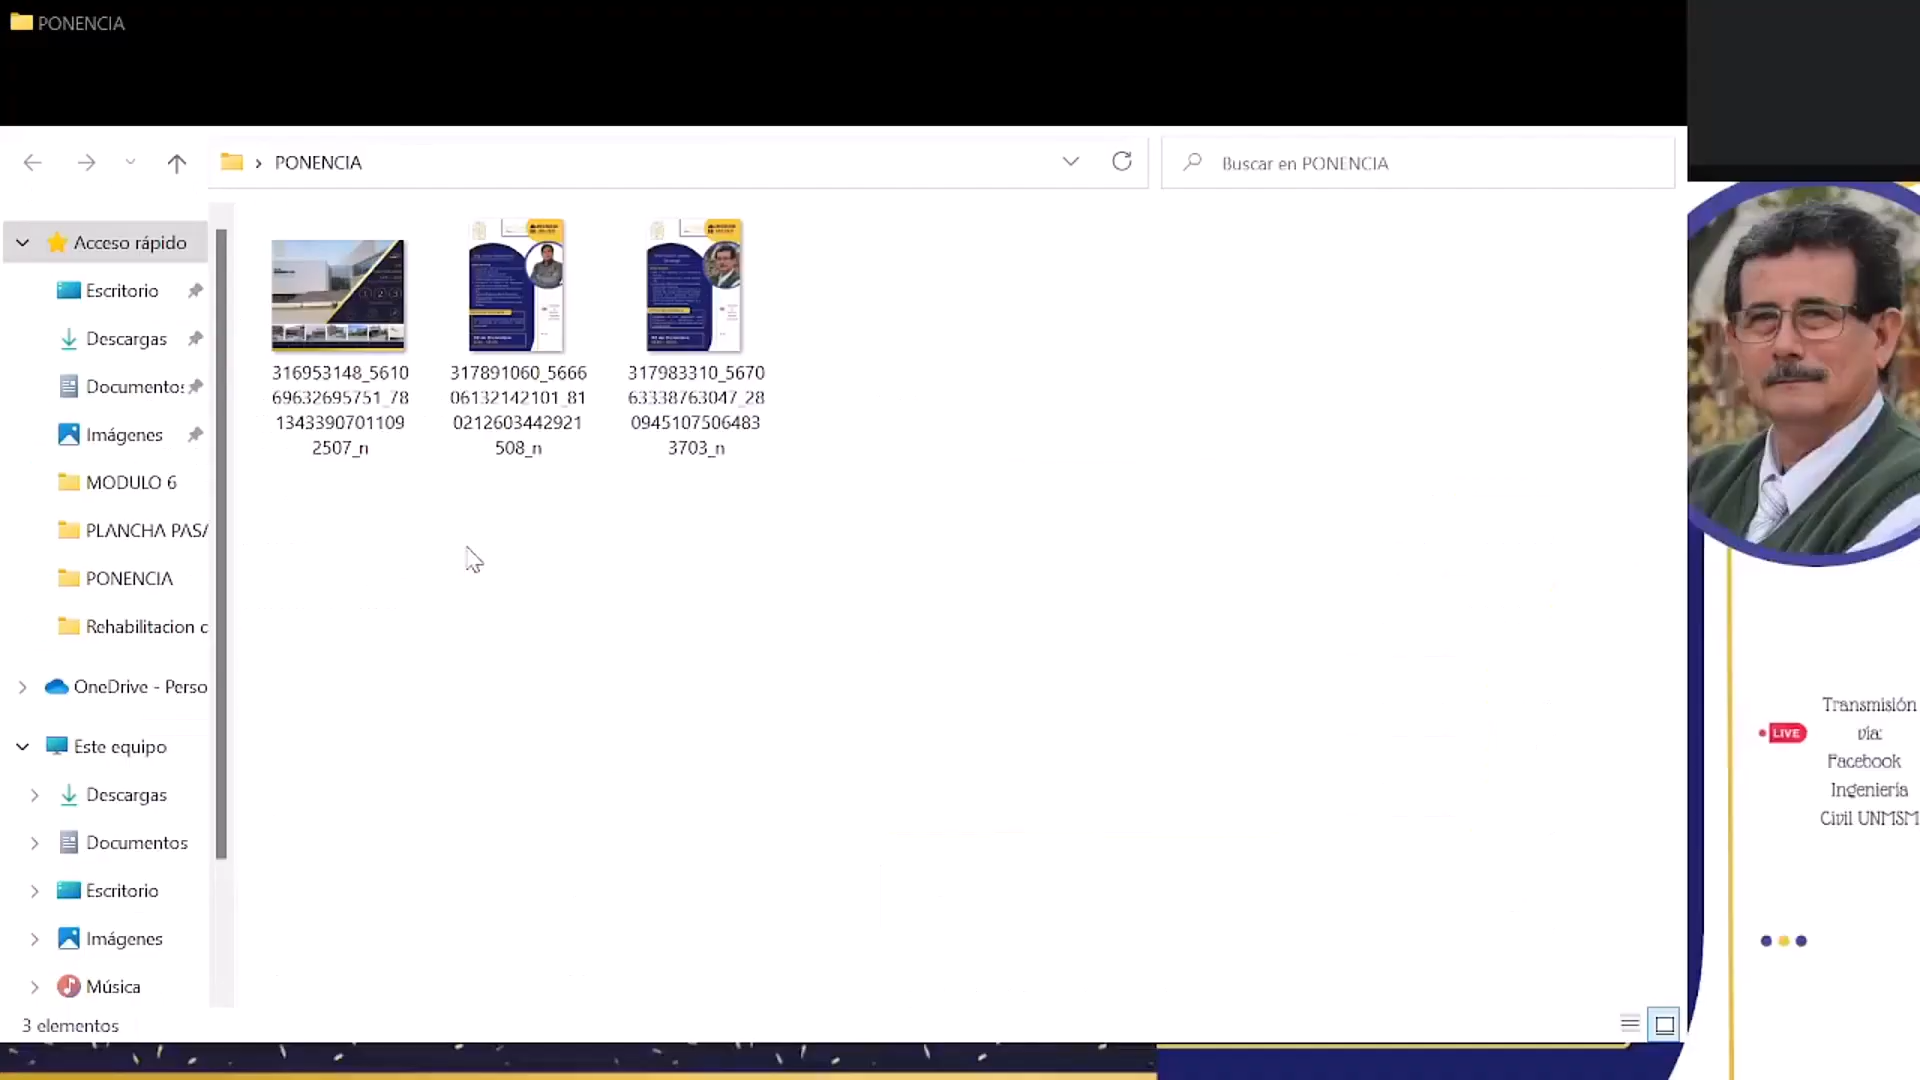 PONENCIA
PONENCIA
Buscar en PONENCIA
Acceso rápido
Escritorio
Descargas
Documentos
Imágenes
MODULO 6
PLANCHA PASA
PONENCIA
Rehabilitacion c
OneDrive - Perso
Este equipo
Descargas
Documentos
Escritorio
Imágenes
Música
3 elementos
316953148_5610
69632695751_78
1343390701109
2507_n
317891060_5666
06132142101_81
0212603442921
508_n
317983310_5670
63338763047_28
0945107506483
3703_n
LIVE
Transmisión
vía:
Facebook
Ingeniería
Civil UNMSM